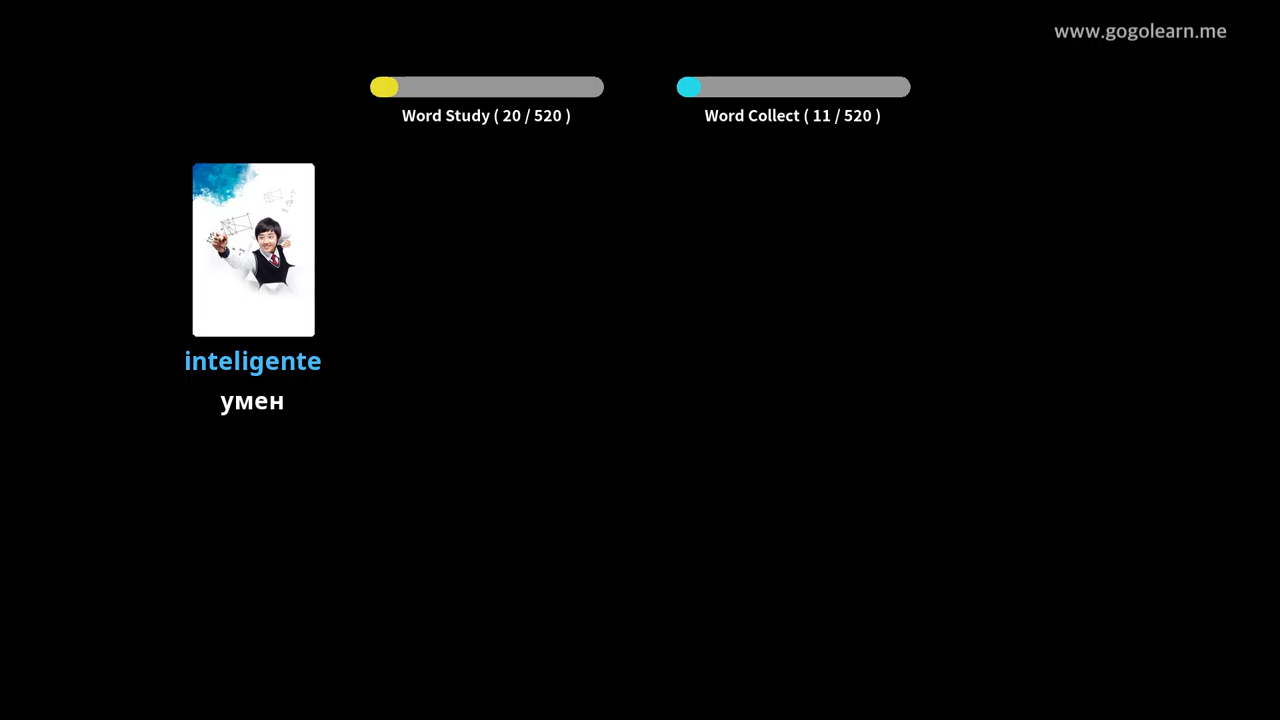 www.gogolearn.me
Word Study ( 20 / 520 )
Word Collect ( 11 / 520 )
inteligente
умен